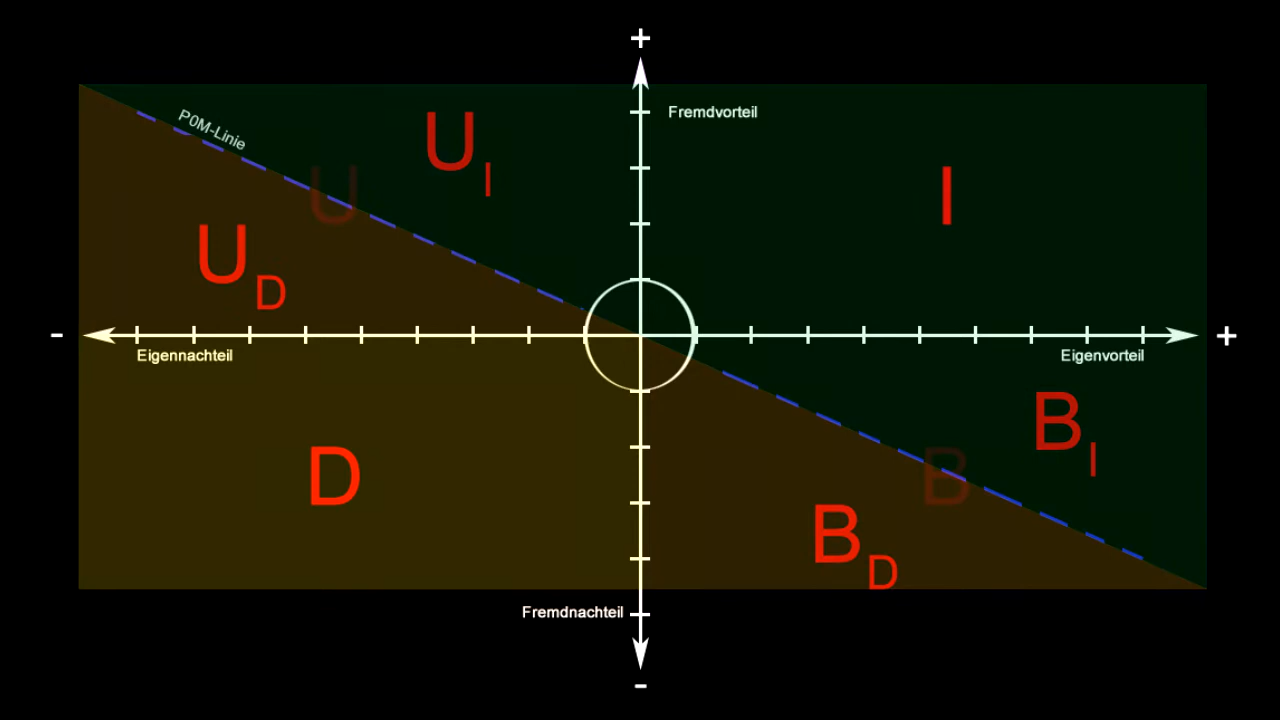 +
Fremdvorteil
P0M-Linie
U
I
U
I
U
D
-
+
Eigennachteil
Eigenvorteil
B
I
D
B
B
D
Fremdnachteil
-